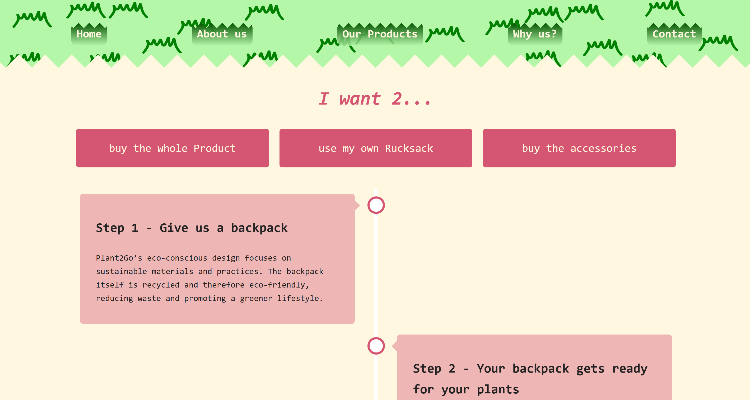 Home About us Our Products Why us? Contact
I want 2...
buy the whole Product use my own Rucksack buy the accessories
Step 1 - Give us a backpack
Plant2Go's eco-conscious design focuses on
sustainable materials and practices. The backpack
itself is recycled and therefore eco-friendly,
reducing waste and promoting a greener lifestyle.
Step 2 - Your backpack gets ready
for your plants